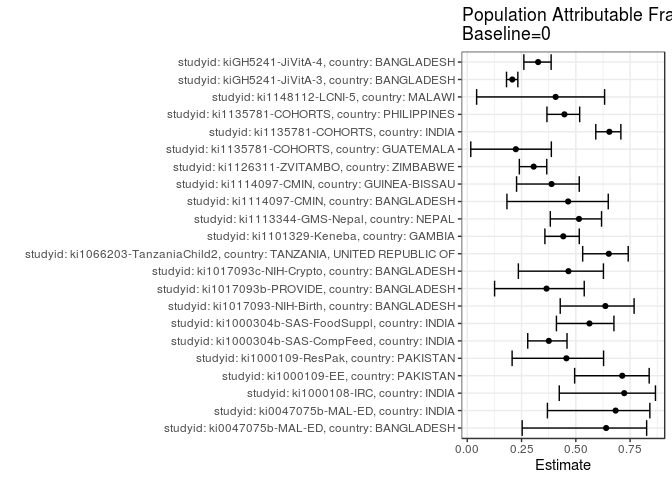 Population Attributable Fra
Baseline=0
studyid: kiGH5241-JiVitA-4, country: BANGLADESH
studyid: kiGH5241-JiVitA-3, country: BANGLADESH
studyid: ki1148112-LCNI-5, country: MALAWI
studyid: ki1135781-COHORTS, country: PHILIPPINES
studyid: ki1135781-COHORTS, country: INDIA
studyid: ki1135781-COHORTS, country: GUATEMALA
studyid: ki1126311-ZVITAMBO, country: ZIMBABWE
studyid: ki1114097-CMIN, country: GUINEA-BISSAU
studyid: ki1114097-CMIN, country: BANGLADESH
studyid: ki1113344-GMS-Nepal, country: NEPAL
studyid: ki1101329-Keneba, country: GAMBIA
studyid: ki1066203-TanzaniaChild2, country: TANZANIA, UNITED REPUBLIC OF
studyid: ki1017093c-NIH-Crypto, country: BANGLADESH
studyid: ki1017093b-PROVIDE, country: BANGLADESH
studyid: ki1017093-NIH-Birth, country: BANGLADESH
studyid: ki1000304b-SAS-FoodSuppl, country: INDIA
studyid: ki1000304b-SAS-CompFeed, country: INDIA
studyid: ki1000109-ResPak, country: PAKISTAN
studyid: ki1000109-EE, country: PAKISTAN
studyid: ki1000108-IRC, country: INDIA
studyid: ki0047075b-MAL-ED, country: INDIA
studyid: ki0047075b-MAL-ED, country: BANGLADESH
0.00 0.25 0.50 0.75
Estimate